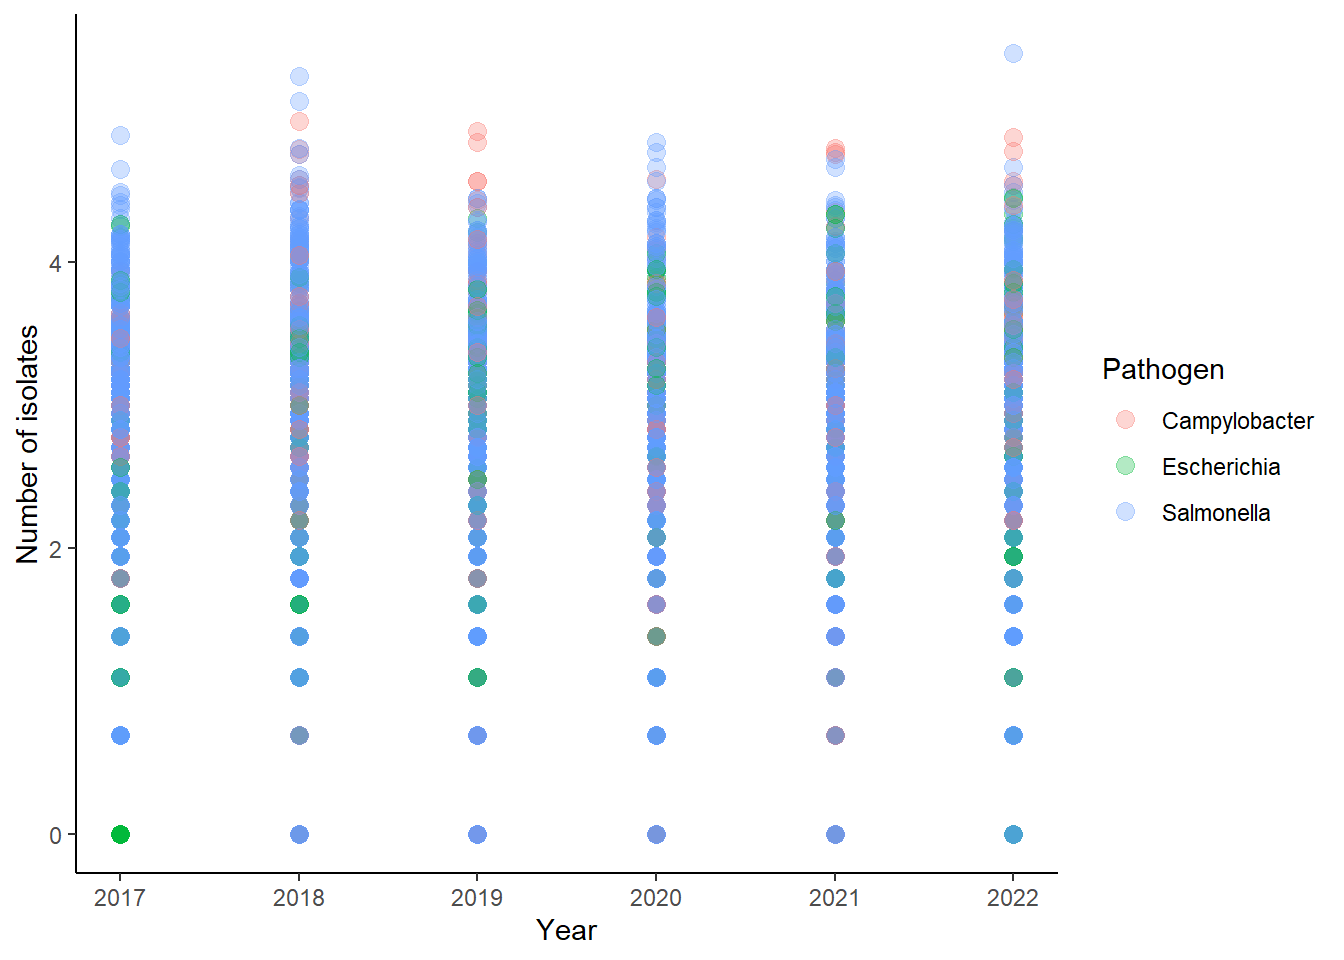 Number of isolates
4
2
0
2017 2018 2019 2020 2021 2022
Year
Pathogen
Campylobacter
Escherichia
Salmonella